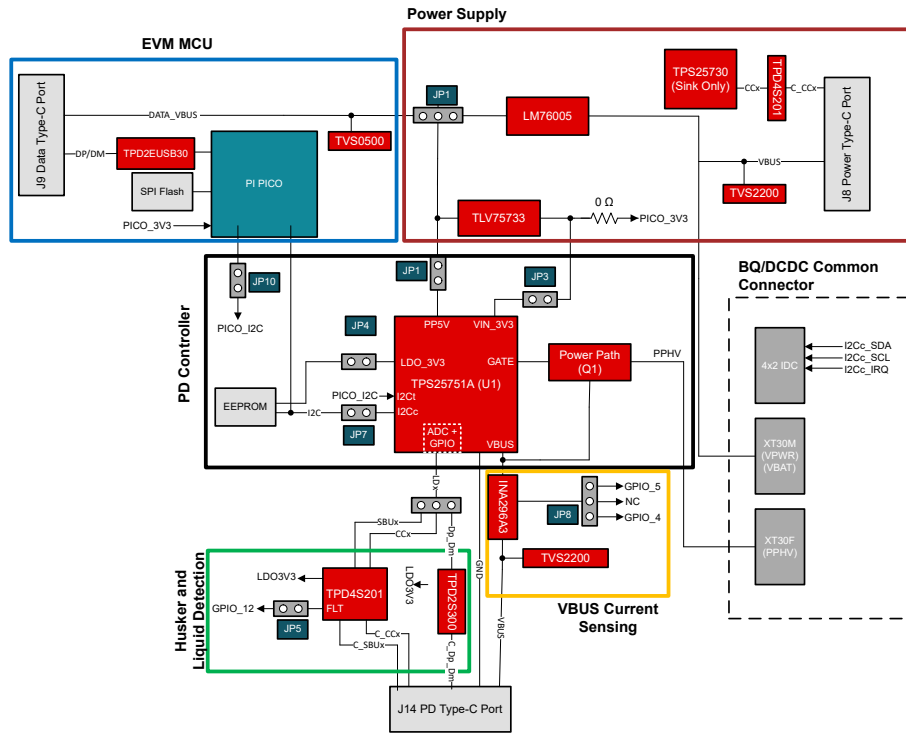 Power Supply
EVM MCU
J9 Data Type-C Port
DATA_VBUS
TVS0500
DP/DM
TPD2EUSB30
SPI Flash
PI PICO
PICO_3V3
JP1
LM76005
TPS25730
(Sink Only)
CCx
TPD4S201
C_CCx
J8 Power Type-C Port
VBUS
TVS2200
TLV75733
0 Ω
PICO_3V3
PD Controller
JP10
PICO_I2C
JP1
JP3
JP4
PP5V
VIN_3V3
LDO_3V3
GATE
TPS25751A (U1)
PICO_I2C
I2Ct
I2Cc
EEPROM
I2C
JP7
ADC +
GPIO
VBUS
Power Path
(Q1)
PPHV
BQ/DCDC Common
Connector
4x2 IDC
I2Cc_SDA
I2Cc_SCL
I2Cc_IRQ
XT30M
(VPWR)
(VBAT)
XT30F
(PPHV)
LDx
SBUx
CCx
Dp_Dm
GND
INA296A3
JP8
GPIO_5
NC
GPIO_4
TVS2200
VBUS Current
Sensing
VBUS
Husker and
Liquid Detection
LDO3V3
TPD4S201
FLT
GPIO_12
JP5
LDO3V3
TPD2S300
C_CCx
C_SBUx
C_Dp_Dm
J14 PD Type-C Port